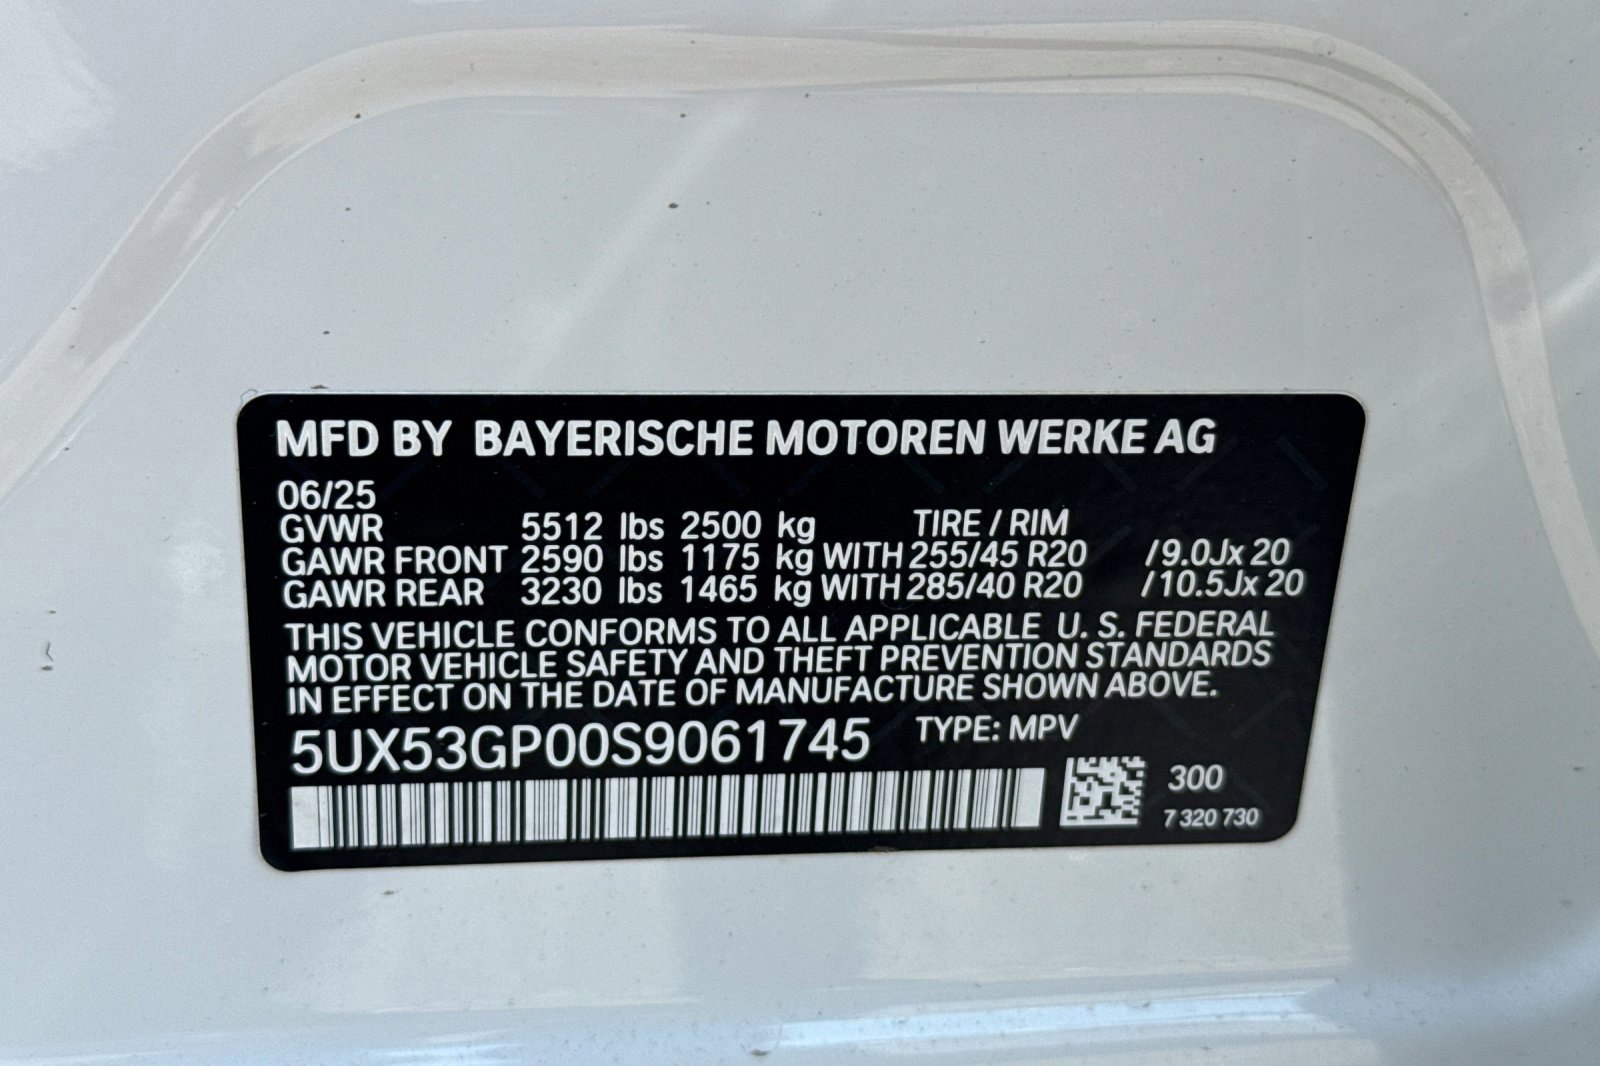 MFD BY BAYERISCHE MOTOREN WERKE AG
06/25
GVWR 5512 lbs 2500 kg TIRE / RIM
GAWR FRONT 2590 lbs 1175 kg WITH 255/45 R20 /9.0Jx 20
GAWR REAR 3230 lbs 1465 kg WITH 285/40 R20 /10.5Jx 20
THIS VEHICLE CONFORMS TO ALL APPLICABLE U. S. FEDERAL
MOTOR VEHICLE SAFETY AND THEFT PREVENTION STANDARDS
IN EFFECT ON THE DATE OF MANUFACTURE SHOWN ABOVE.
5UX53GP00S9061745 TYPE: MPV
300
7 320 730